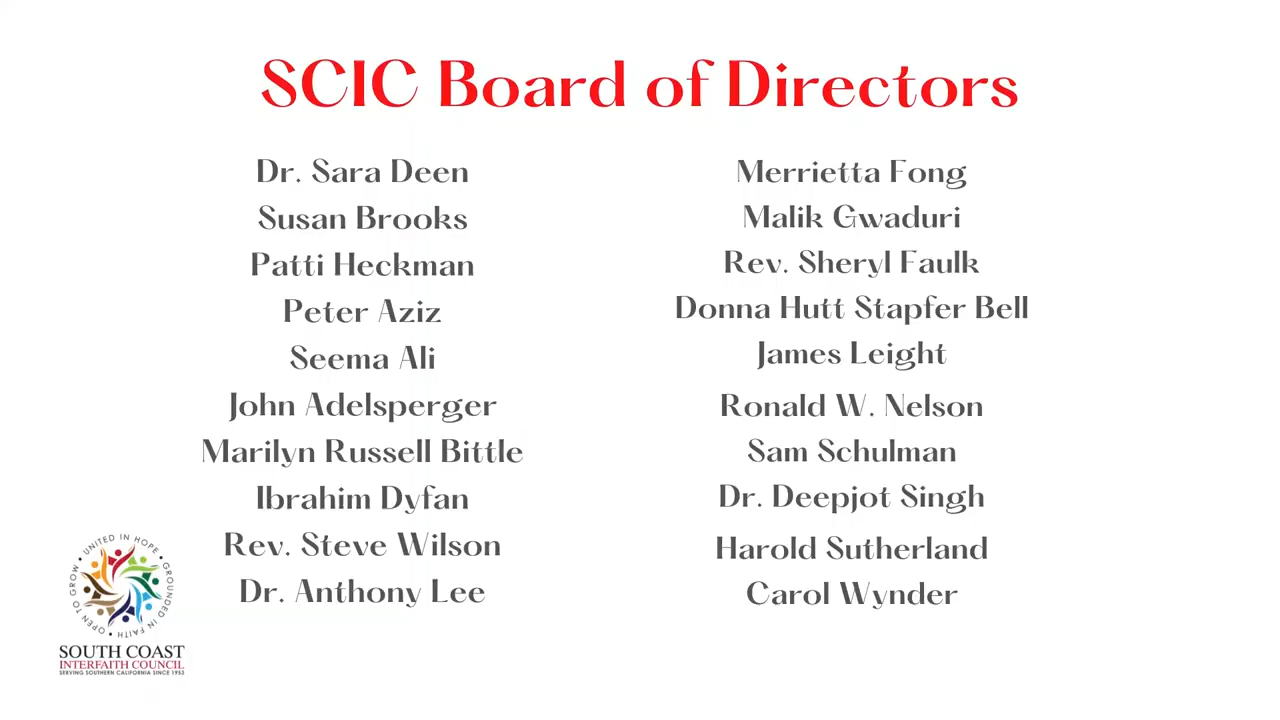 SCIC Board of Directors
Dr. Sara Deen
Susan Brooks
Patti Heckman
Peter Aziz
Seema Ali
John Adelsperger
Marilyn Russell Bittle
Ibrahim Dyfan
Rev. Steve Wilson
Dr. Anthony Lee
Merrietta Fong
Malik Gwaduri
Rev. Sheryl Faulk
Donna Hutt Stapfer Bell
James Leight
Ronald W. Nelson
Sam Schulman
Dr. Deepjot Singh
Harold Sutherland
Carol Wynder
• UNITED IN HOPE • GROUNDED IN FAITH • OPEN TO GROW
SOUTH COAST
INTERFAITH COUNCIL
SERVING SOUTHERN CALIFORNIA SINCE 1953